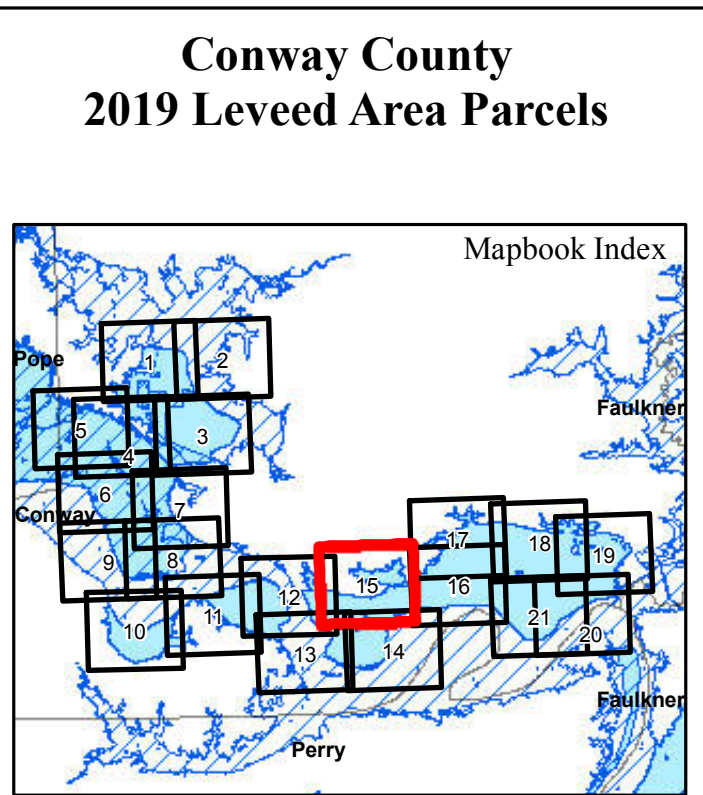 Conway County
2019 Leveed Area Parcels
Mapbook Index
1
2
Pope
Faulkner
5
3
4
6
7
Conway
17
18
19
9
8
15
16
12
11
21
10
20
13
14
Faulkner
Perry